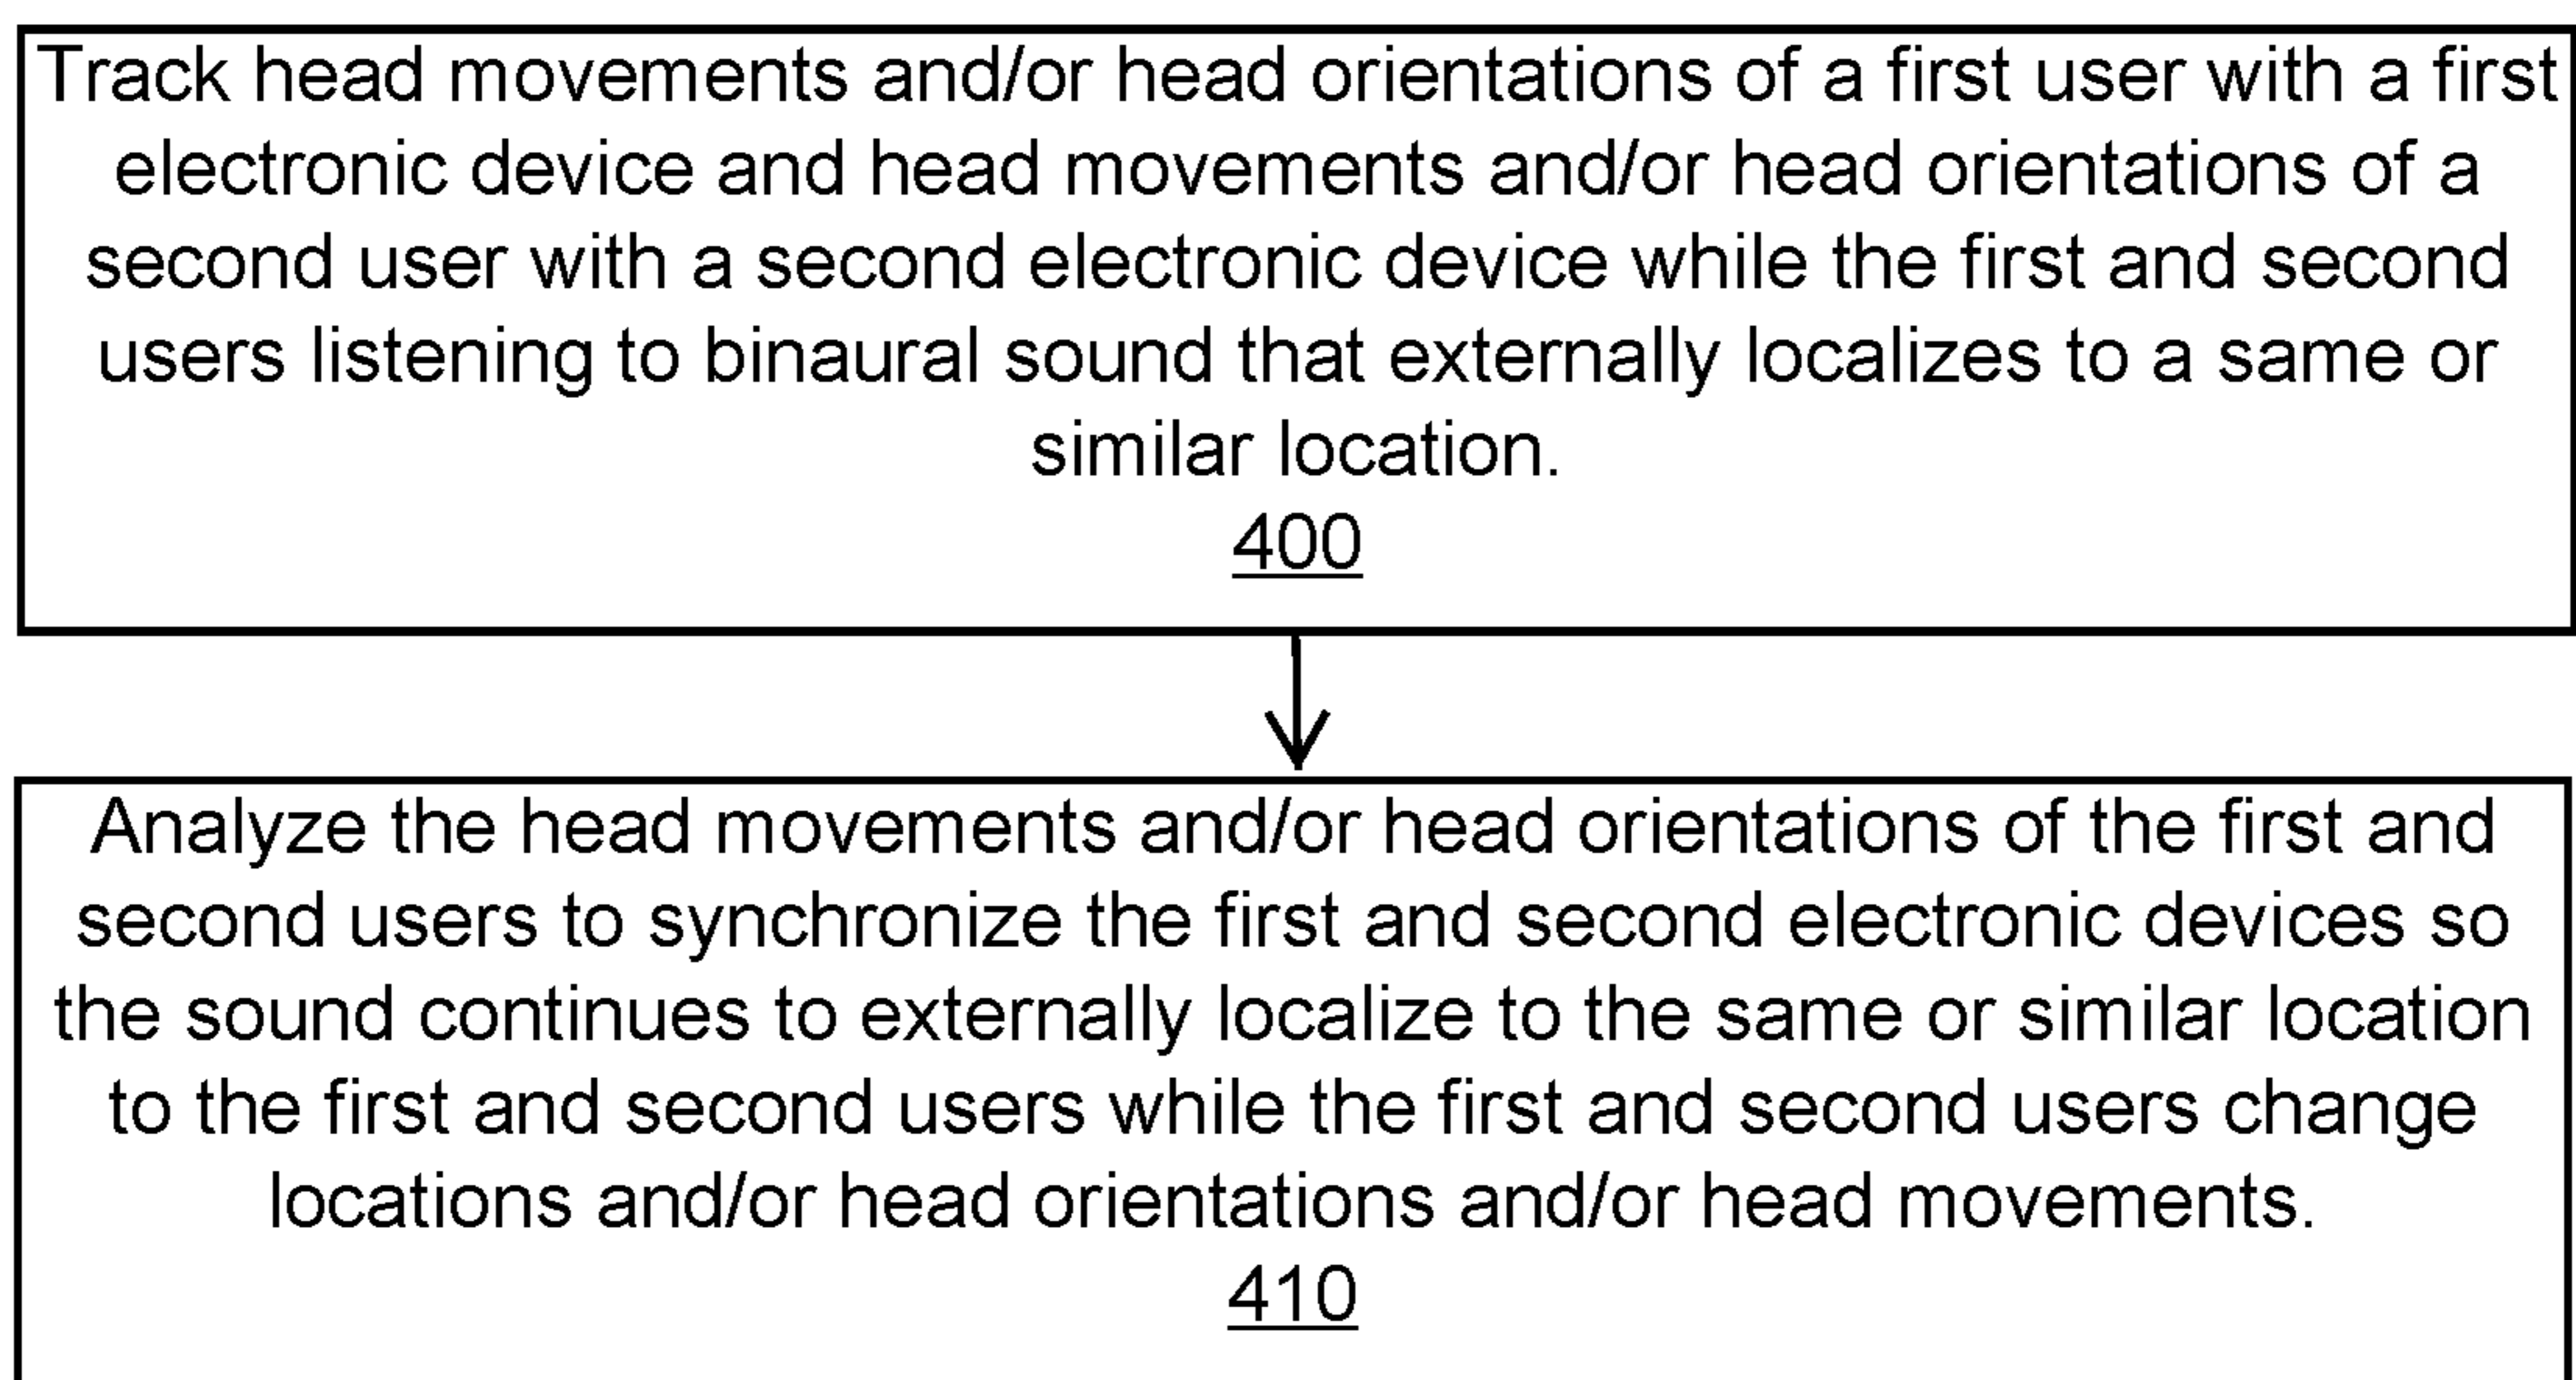 Track head movements and/or head orientations of a first user with a first
electronic device and head movements and/or head orientations of a
second user with a second electronic device while the first and second
users listening to binaural sound that externally localizes to a same or
similar location.
400
Analyze the head movements and/or head orientations of the first and
second users to synchronize the first and second electronic devices so
the sound continues to externally localize to the same or similar location
to the first and second users while the first and second users change
locations and/or head orientations and/or head movements.
410